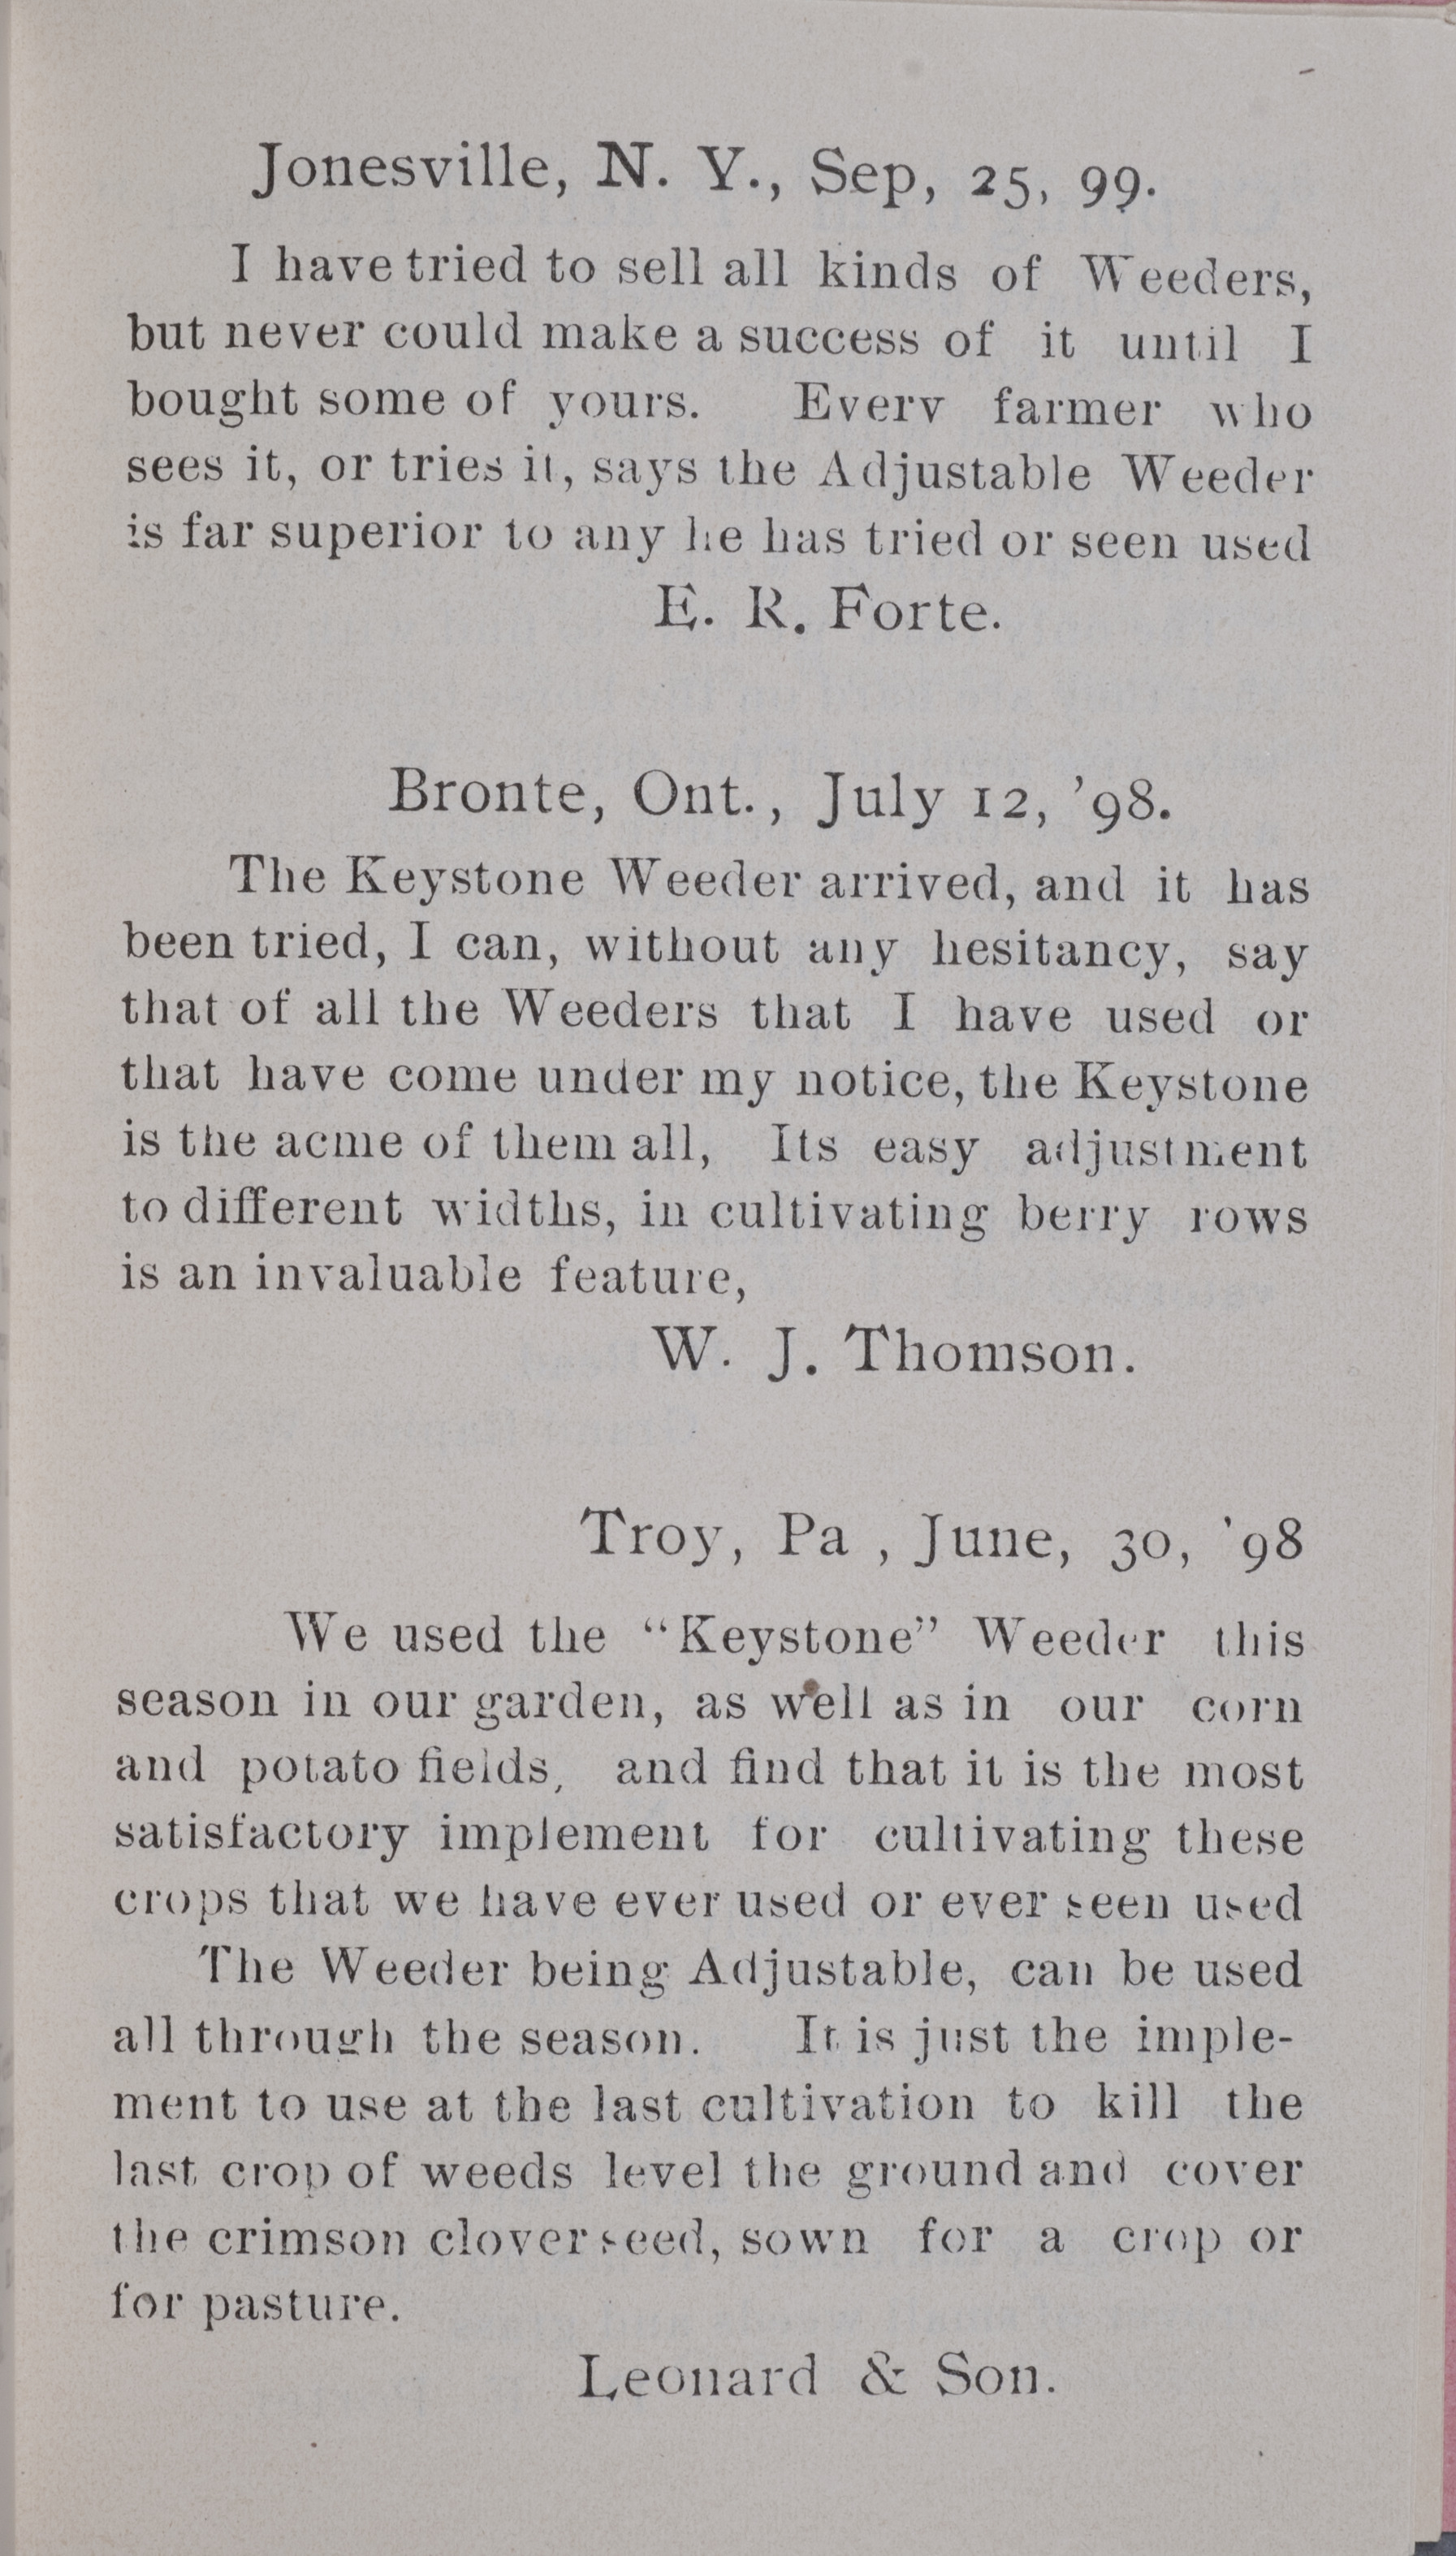 Jonesville, N. Y., Sep, 25, 99.
I have tried to sell all kinds of Weeders,
but never could make a success of it until I
bought some of yours. Every farmer who
sees it, or tries it, says the Adjustable Weeder
is far superior to any he has tried or seen used
E. R. Forte.
Bronte, Ont., July 12, ’98.
The Keystone Weeder arrived, and it has
been tried, I can, without any hesitancy, say
that of all the Weeders that I have used or
that have come under my notice, the Keystone
is the acme of them all, Its easy adjustment
to different widths, in cultivating berry rows
is an invaluable feature,
W. J. Thomson.
Troy, Pa , June, 30, ’98
We used the “Keystone” Weeder this
season in our garden, as well as in our corn
and potato fields, and find that it is the most
satisfactory implement for cultivating these
crops that we have ever used or ever seen used
The Weeder being Adjustable, can be used
all through the season. It is just the imple-
ment to use at the last cultivation to kill the
last crop of weeds level the ground and cover
the crimson clover seed, sown for a crop or
for pasture.
Leonard & Son.